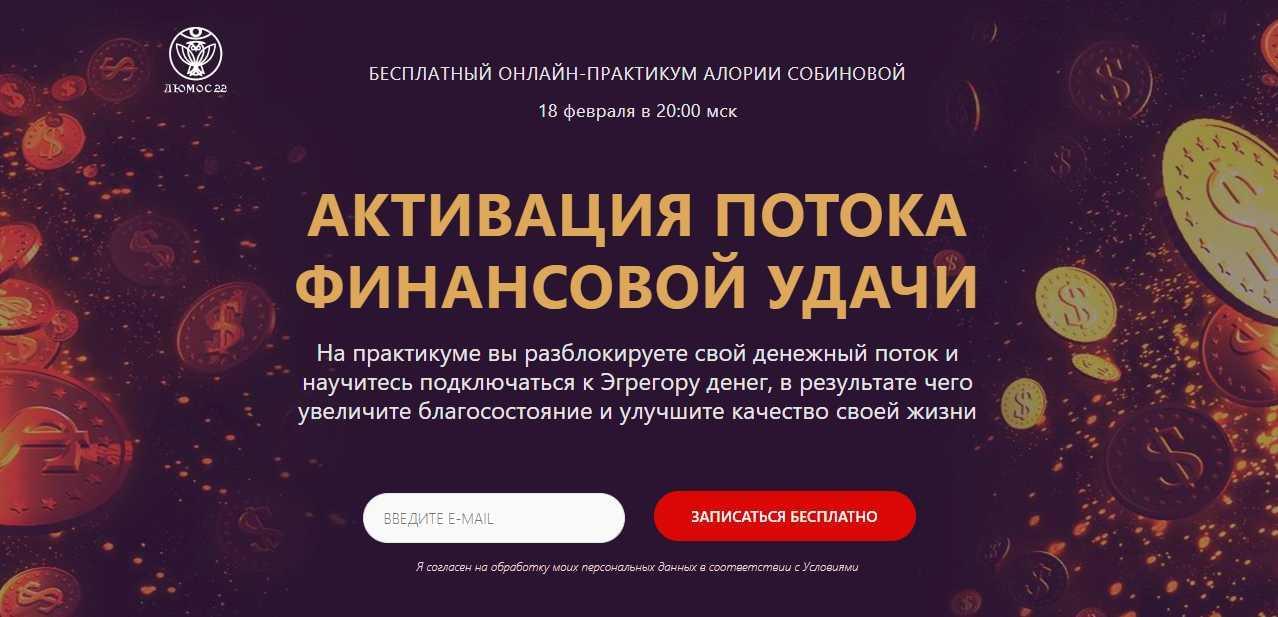 ЛЮМОС 22
БЕСПЛАТНЫЙ ОНЛАЙН-ПРАКТИКУМ АЛОРИИ СОБИНОВОЙ
18 февраля в 20:00 мск
АКТИВАЦИЯ ПОТОКА
ФИНАНСОВОЙ УДАЧИ
На практикуме вы разблокируете свой денежный поток и
научитесь подключаться к Эгрегору денег, в результате чего
увеличите благосостояние и улучшите качество своей жизни
ВВЕДИТЕ E-MAIL
ЗАПИСАТЬСЯ БЕСПЛАТНО
Я согласен на обработку моих персональных данных в соответствии с Условиями